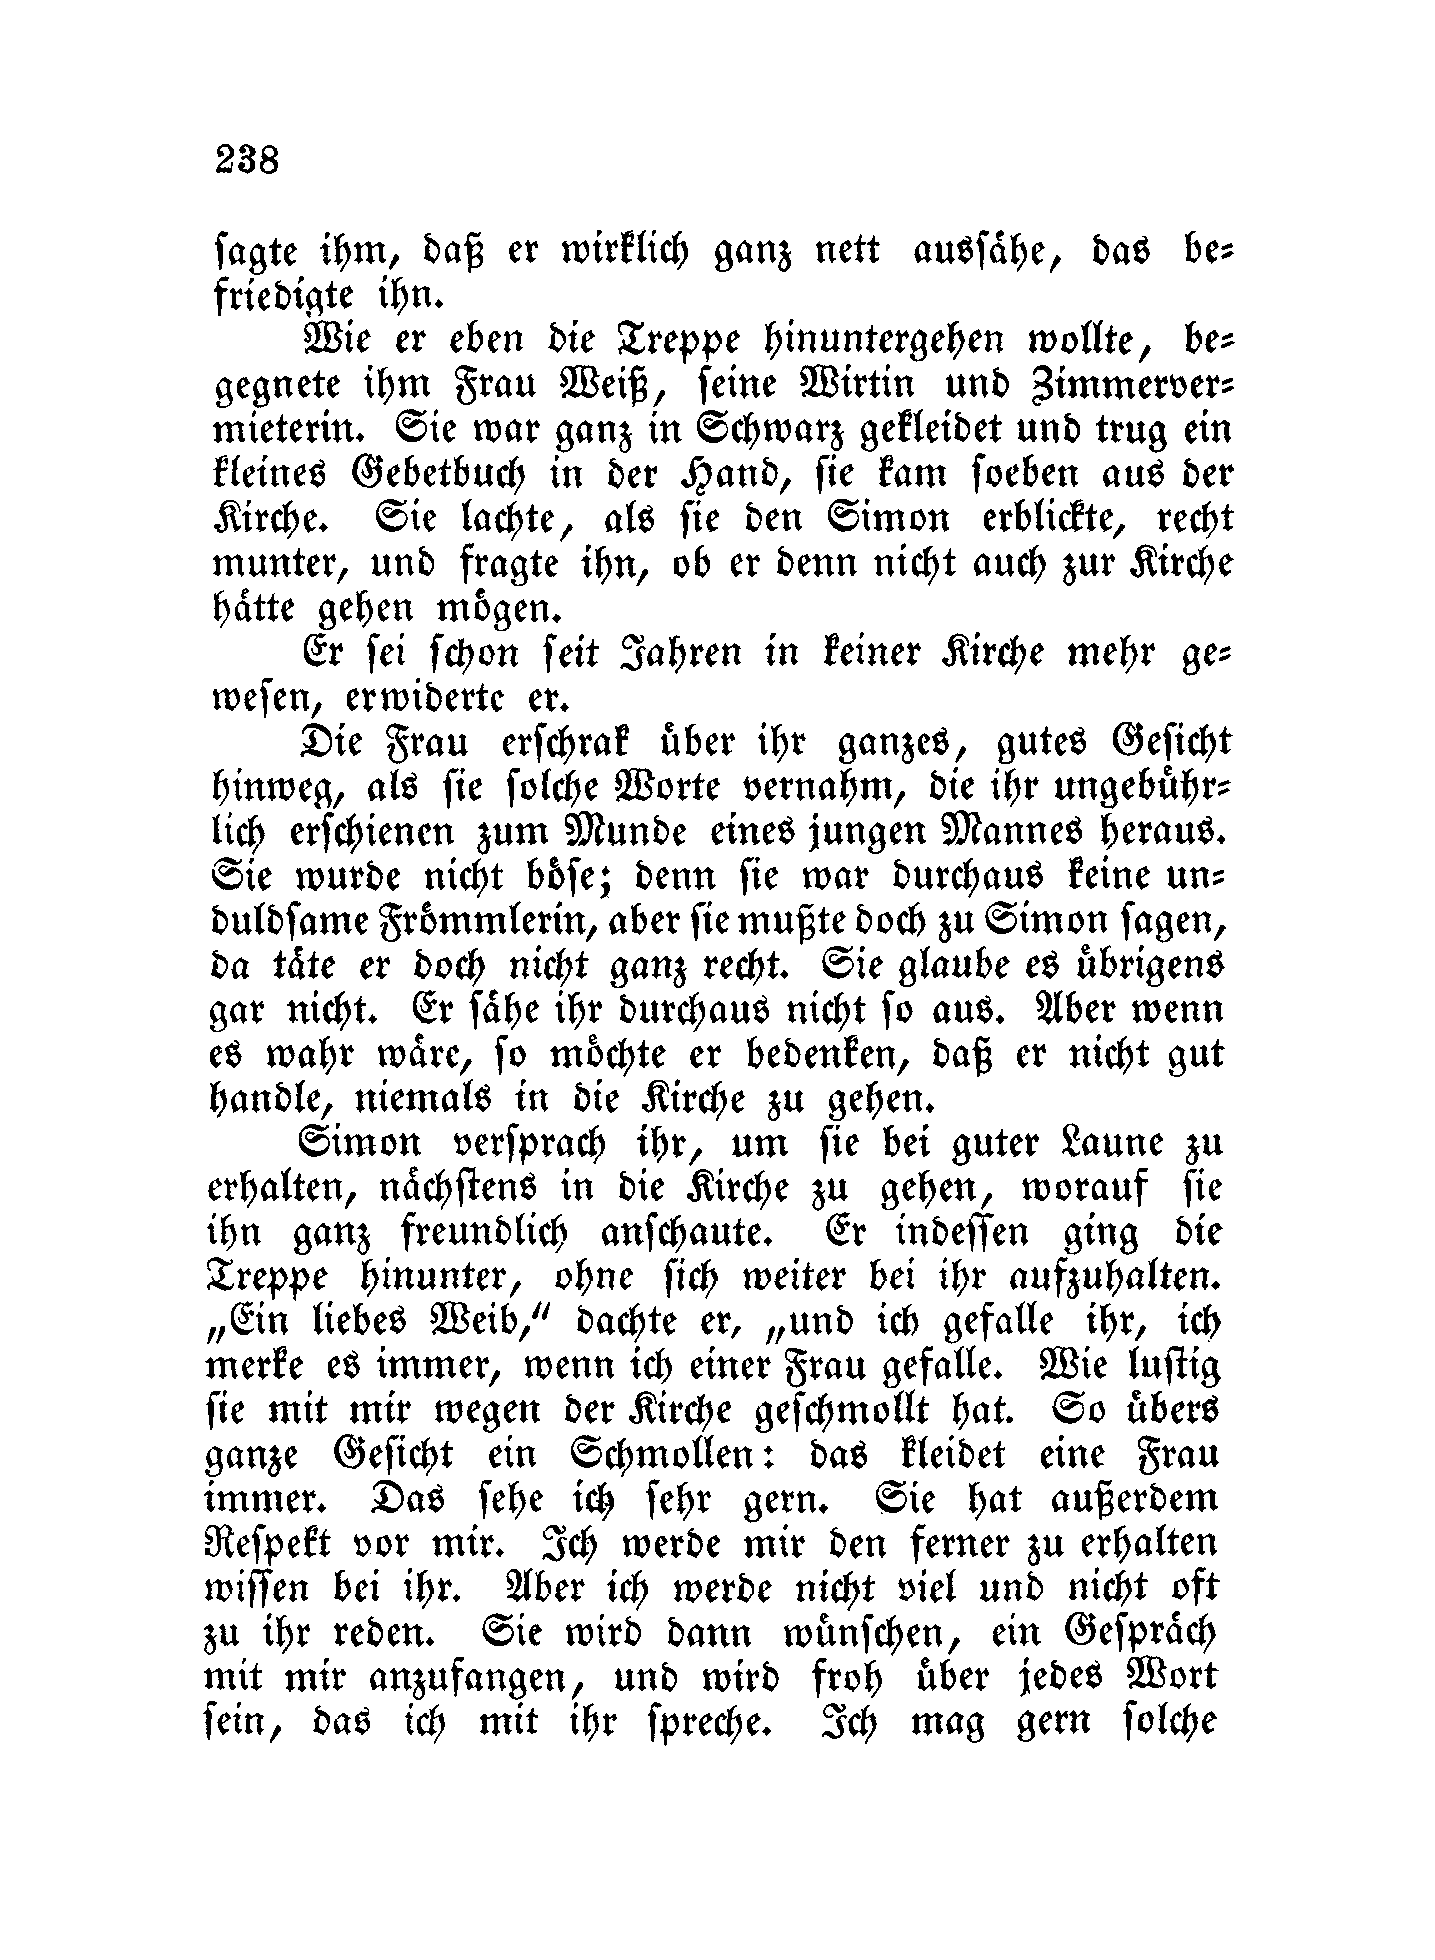 238
sagte ihm, daß er wirklich ganz nett aussähe, das be-
friedigte ihn.
Wie er eben die Treppe hinuntergehen wollte, be-
gegnete ihm Frau Weiß, seine Wirtin und Zimmerver-
mieterin. Sie war ganz in Schwarz gekleidet und trug ein
kleines Gebetbuch in der Hand, sie kam soeben aus der
Kirche. Sie lachte, als sie den Simon erblickte, recht
munter, und fragte ihn, ob er denn nicht auch zur Kirche
hätte gehen mögen.
Er sei schon seit Jahren in keiner Kirche mehr ge-
wesen, erwiderte er.
Die Frau erschrak über ihr ganzes, gutes Gesicht
hinweg, als sie solche Worte vernahm, die ihr ungebühr-
lich erschienen zum Munde eines jungen Mannes heraus.
Sie wurde nicht böse; denn sie war durchaus keine un-
duldsame Frömmlerin, aber sie mußte doch zu Simon sagen,
da täte er doch nicht ganz recht. Sie glaube es übrigens
gar nicht. Er sähe ihr durchaus nicht so aus. Aber wenn
es wahr wäre, so möchte er bedenken, daß er nicht gut
handle, niemals in die Kirche zu gehen.
Simon versprach ihr, um sie bei guter Laune zu
erhalten, nächstens in die Kirche zu gehen, worauf sie
ihn ganz freundlich anschaute. Er indessen ging die
Treppe hinunter, ohne sich weiter bei ihr aufzuhalten.
„Ein liebes Weib,“ dachte er, „und ich gefalle ihr, ich
merke es immer, wenn ich einer Frau gefalle. Wie lustig
sie mit mir wegen der Kirche geschmollt hat. So übers
ganze Gesicht ein Schmollen: das kleidet eine Frau
immer. Das sehe ich sehr gern. Sie hat außerdem
Respekt vor mir. Ich werde mir den ferner zu erhalten
wissen bei ihr. Aber ich werde nicht viel und nicht oft
zu ihr reden. Sie wird dann wünschen, ein Gespräch
mit mir anzufangen, und wird froh über jedes Wort
sein, das ich mit ihr spreche. Ich mag gern solche